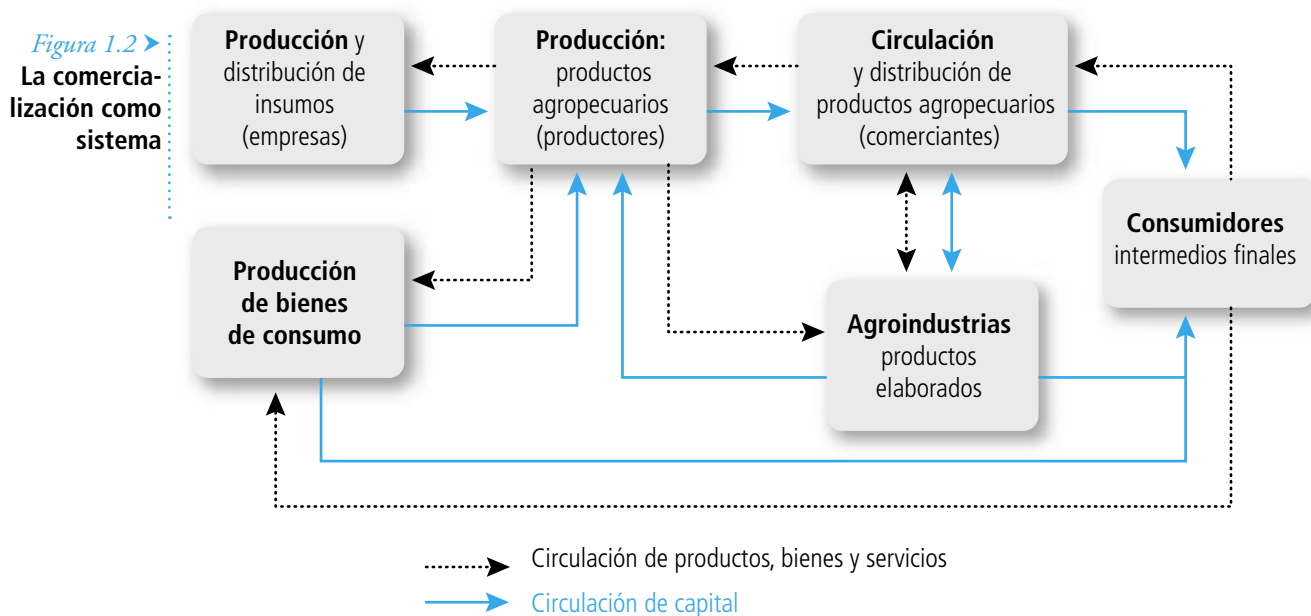 Figura 1.2 ➤
La comercia-
lización como
sistema
Producción y
distribución de
insumos
(empresas)
Producción:
productos
agropecuarios
(productores)
Circulación
y distribución de
productos agropecuarios
(comerciantes)
Consumidores
intermedios finales
Producción
de bienes
de consumo
Agroindustrias
productos
elaborados
Circulación de productos, bienes y servicios
Circulación de capital